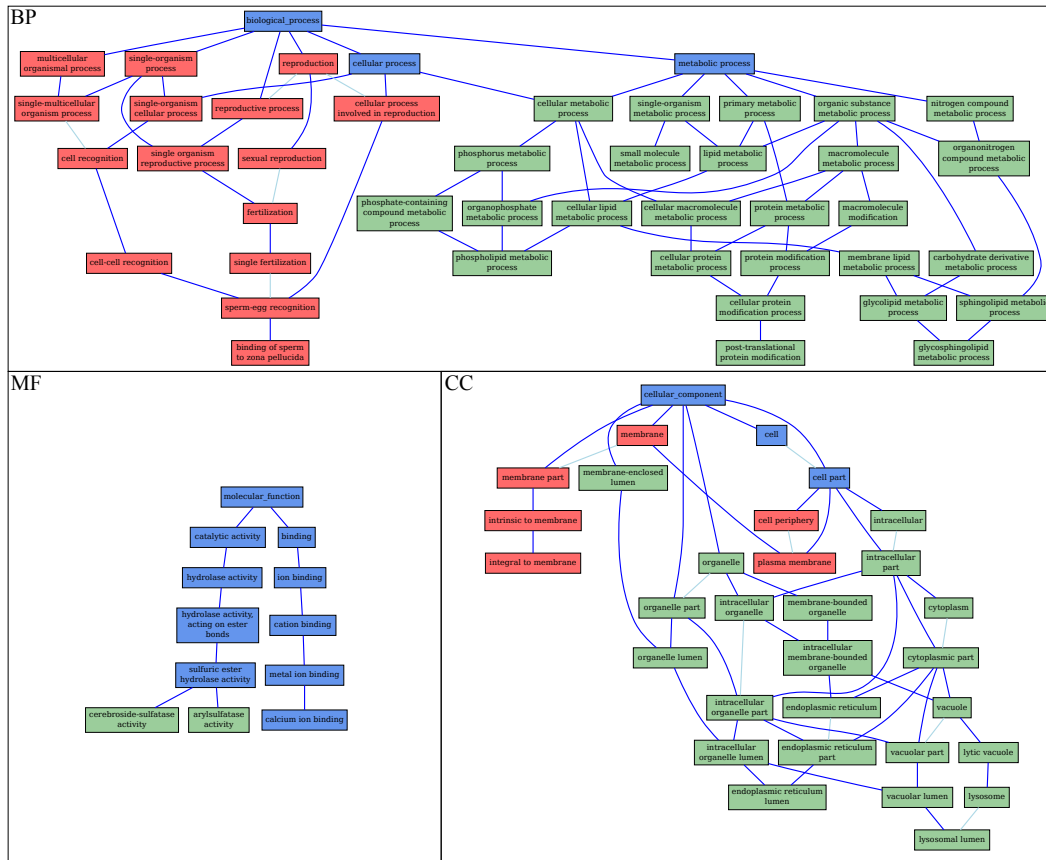 BP
biological_process
multicellular
organismal process
single-organism
process
reproduction
cellular process
metabolic process
single-multicellular
organism process
single-organism
cellular process
reproductive process
cellular process
involved in reproduction
cellular metabolic
process
single-organism
metabolic process
primary metabolic process
organic substance
metabolic process
nitrogen compound
metabolic process
cell recognition
single organism
reproductive process
sexual reproduction
phosphorus metabolic
process
small molecule
metabolic process
lipid metabolic process
macromolecule
metabolic process
organonitrogen
compound metabolic
process
fertilization
phosphate-containing
compound metabolic
process
organophosphate
metabolic process
cellular lipid
metabolic process
cellular macromolecule
metabolic process
protein metabolic
process
macromolecule
modification
cell-cell recognition
single fertilization
phospholipid metabolic
process
cellular protein
metabolic process
protein modification
process
membrane lipid
metabolic process
carbohydrate derivative
metabolic process
sperm-egg recognition
cellular protein
modification process
glycolipid metabolic
process
sphingolipid metabolic
process
binding of sperm
to zona pellucida
post-translational
protein modification
glycosphingolipid
metabolic process
MF
molecular_function
catalytic activity
binding
hydrolase activity
ion binding
hydrolase activity,
acting on ester
bonds
cation binding
sulfuric ester
hydrolase activity
metal ion binding
cerebroside-sulfatase
activity
arylsulfatase
activity
calcium ion binding
CC
cellular_component
membrane
cell
membrane part
membrane-enclosed
lumen
cell part
intrinsic to membrane
cell periphery
intracellular
integral to membrane
organelle
plasma membrane
intracellular
part
organelle part
intracellular
organelle
membrane-bounded
organelle
cytoplasm
organelle lumen
intracellular
membrane-bounded
organelle
cytoplasmic part
intracellular
organelle part
endoplasmic reticulum
vacuole
intracellular
organelle lumen
endoplasmic reticulum
part
vacuolar part
lytic vacuole
endoplasmic reticulum
lumen
vacuolar lumen
lysosome
lysosomal lumen